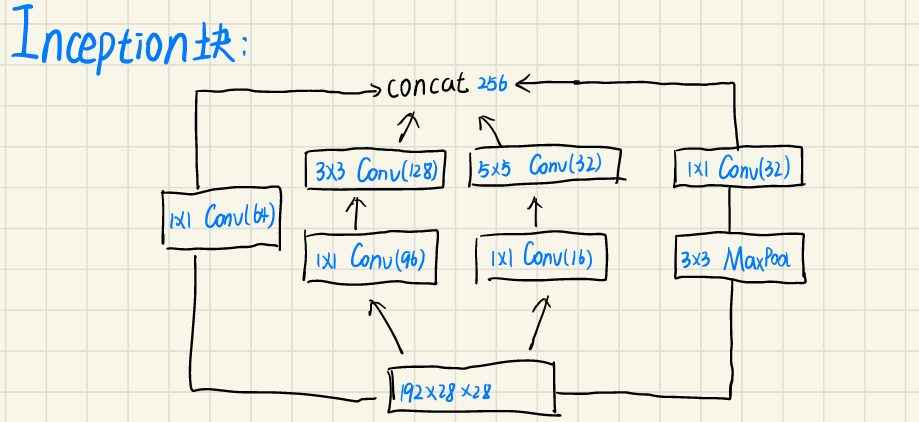 Inception块:
concat 256
3x3 Conv(128)
5x5 Conv(32)
1x1 Conv(32)
1x1 Conv(64)
1x1 Conv(96)
1x1 Conv(16)
3x3 MaxPool
192x28x28